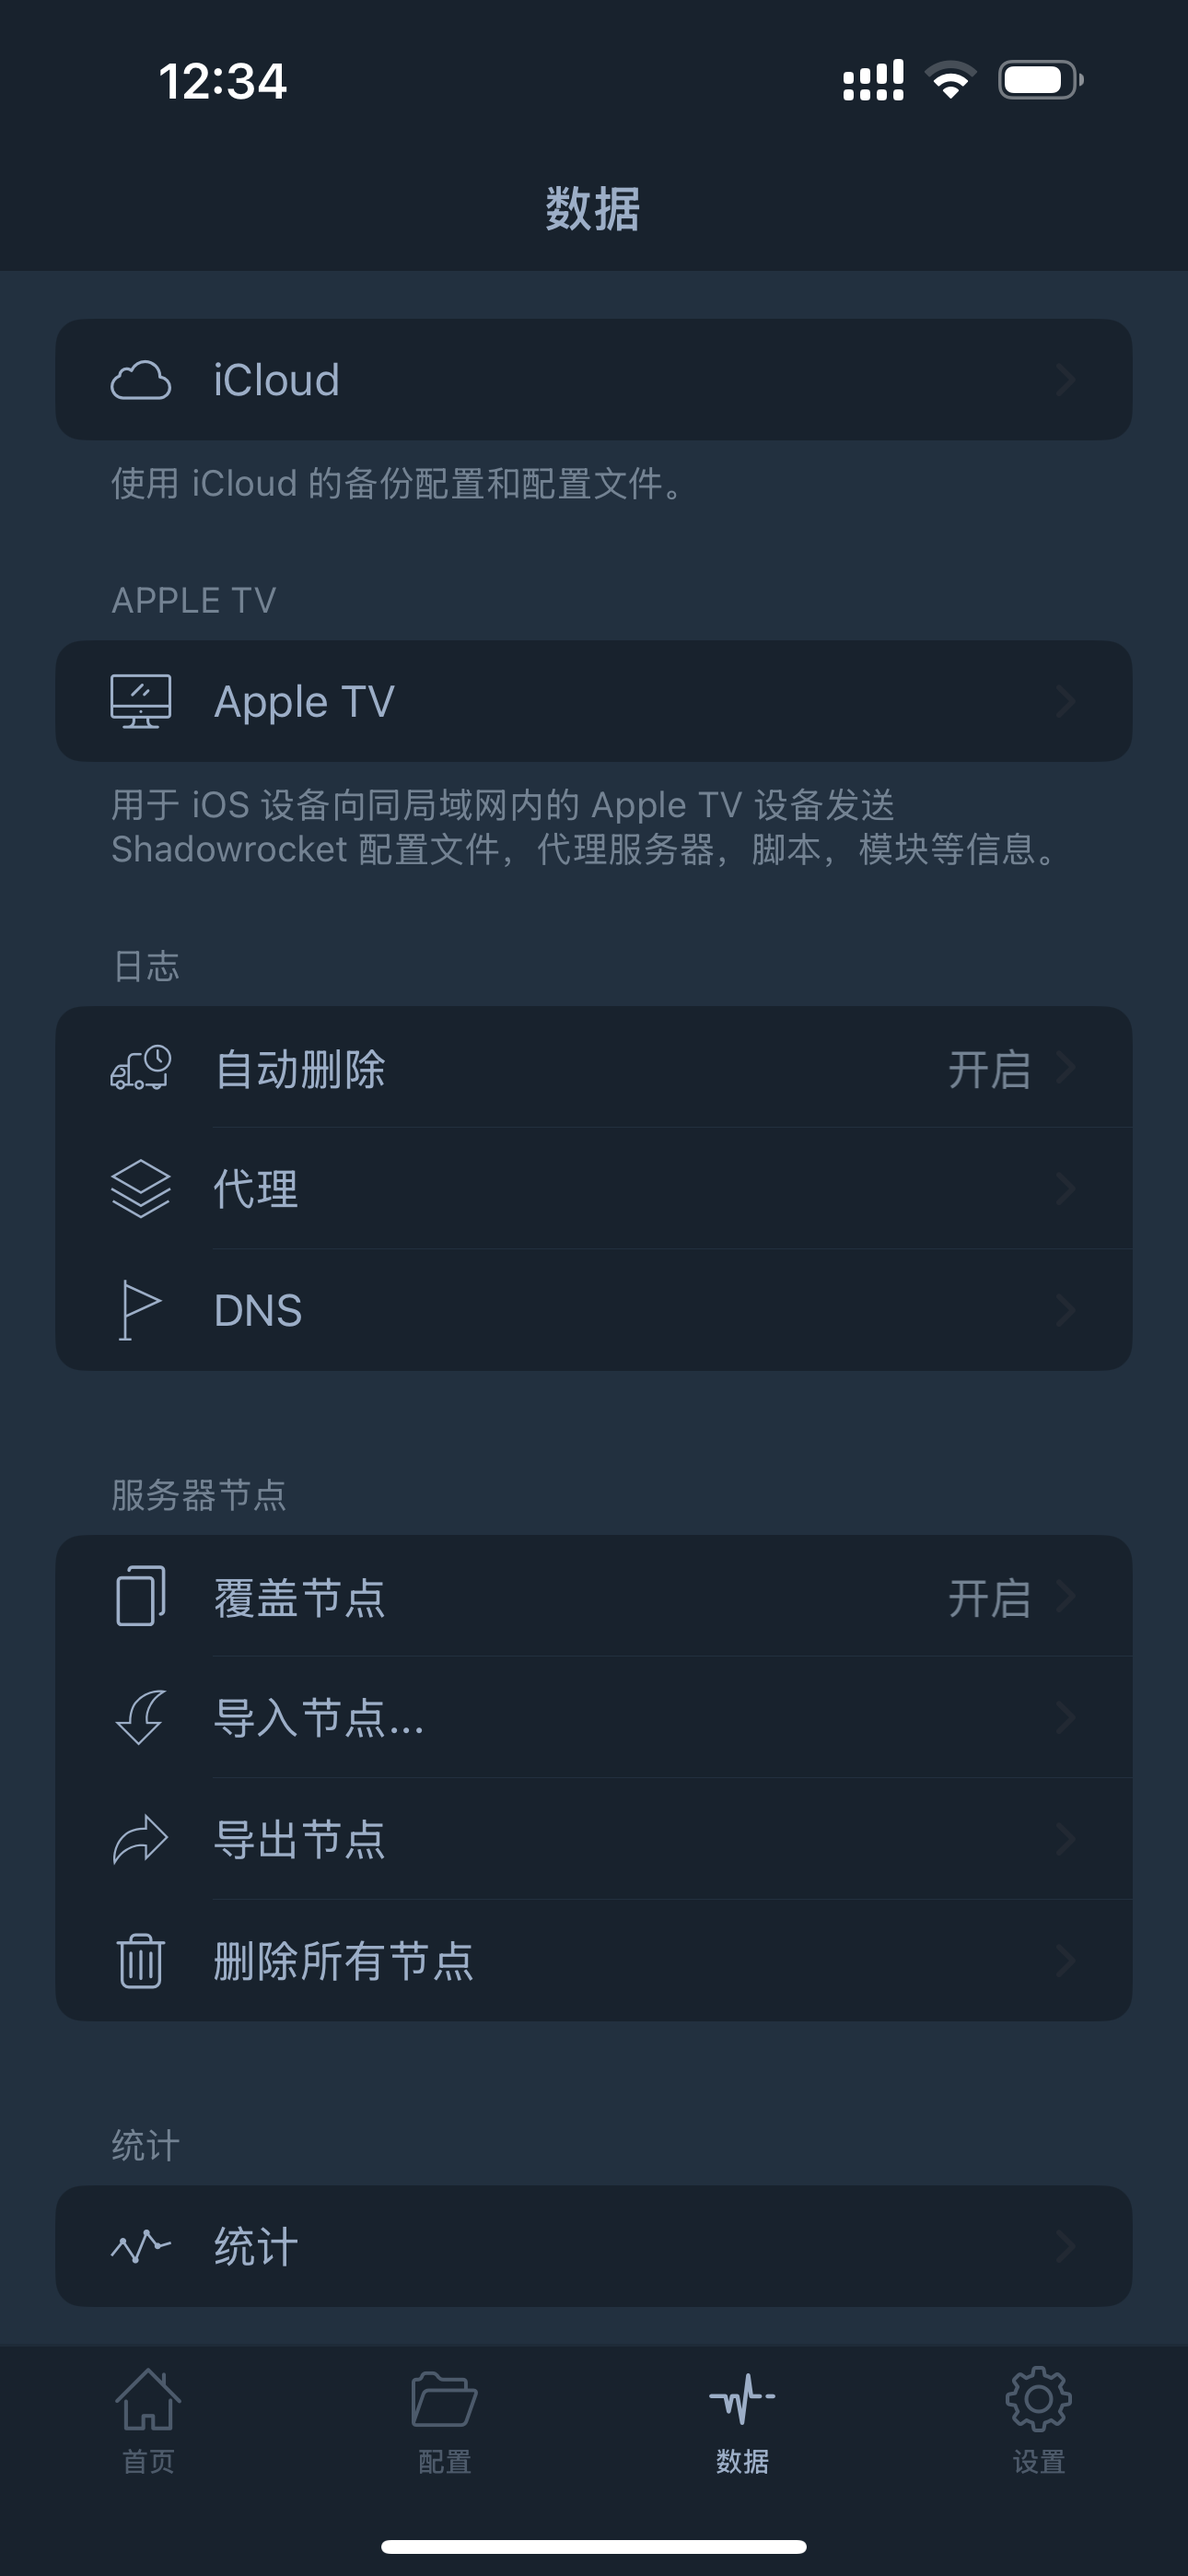 12:34
数据
iCloud
使用 iCloud 的备份配置和配置文件。
APPLE TV
Apple TV
用于 iOS 设备向同局域网内的 Apple TV 设备发送
Shadowrocket 配置文件，代理服务器，脚本，模块等信息。
日志
自动删除 开启
代理
DNS
服务器节点
覆盖节点 开启
导入节点...
导出节点
删除所有节点
统计
统计
首页 配置 数据 设置